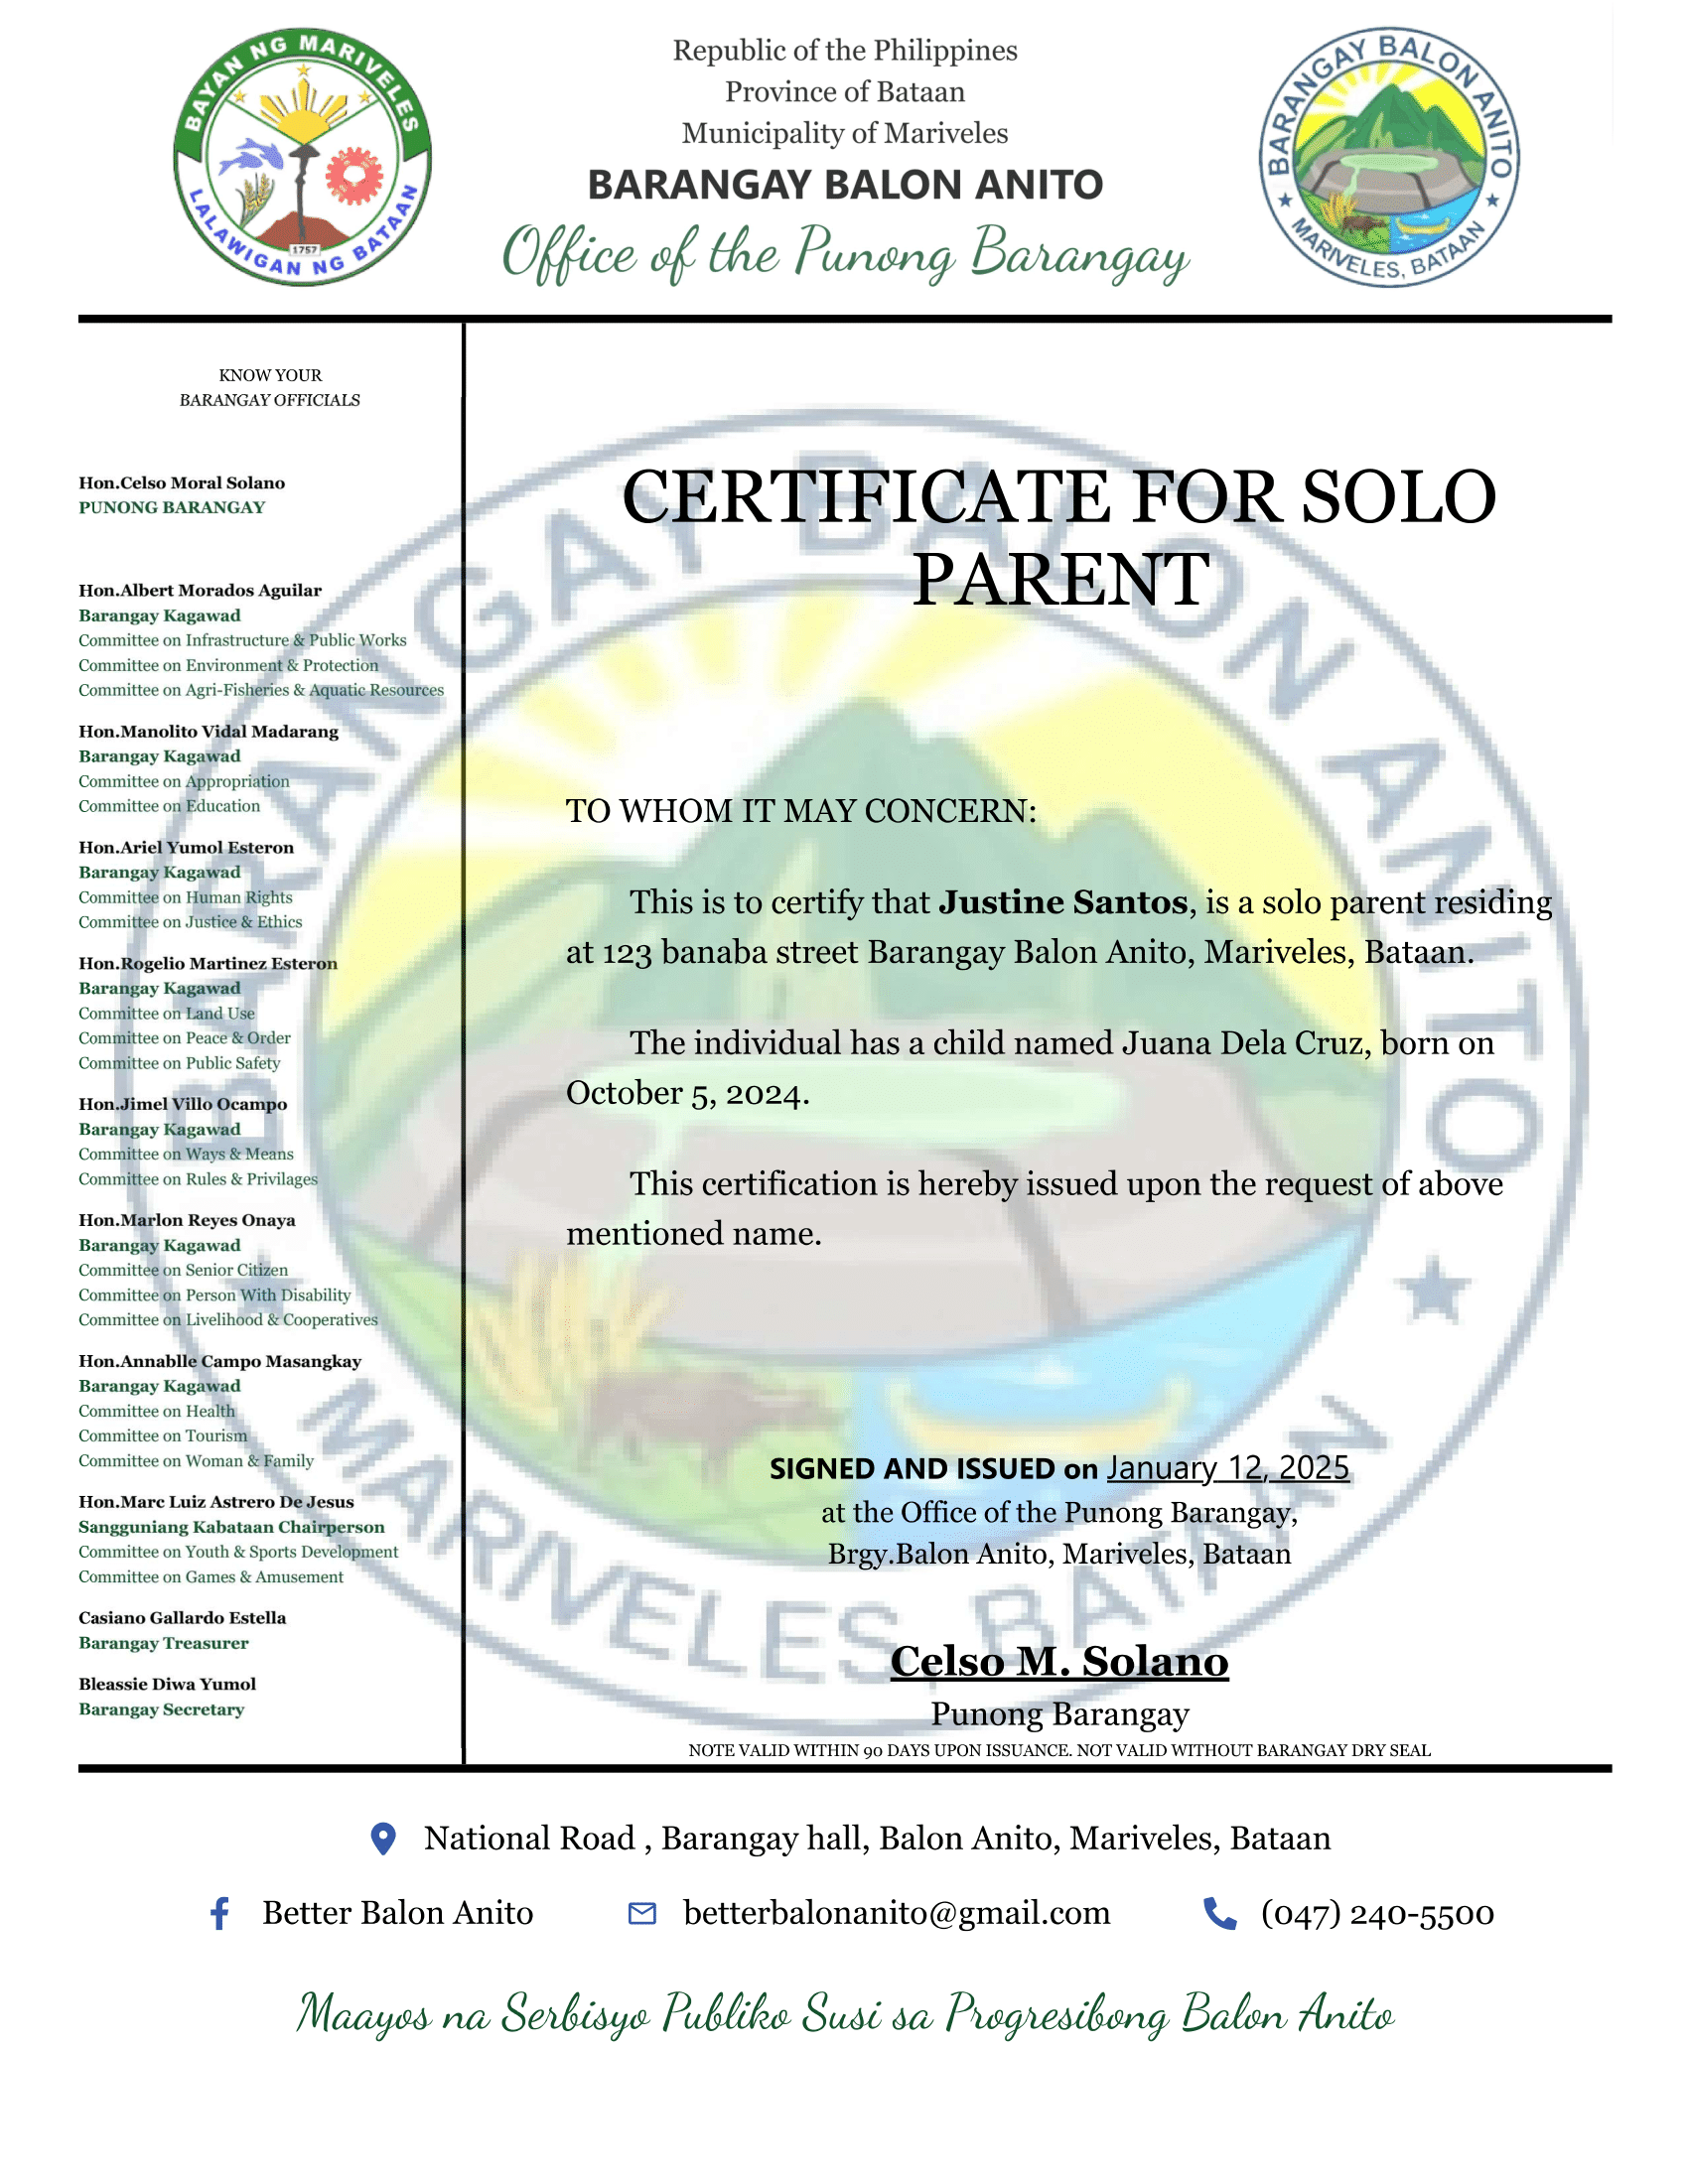 BAYAN NG MARIVELES
LALAWIGAN NG BATAAN
1757
Republic of the Philippines
Province of Bataan
Municipality of Mariveles
BARANGAY BALON ANITO
Office of the Punong Barangay
BARANGAY BALON ANITO
MARIVELES, BATAAN
KNOW YOUR
BARANGAY OFFICIALS
Hon.Celso Moral Solano
PUNONG BARANGAY
Hon.Albert Morados Aguilar
Barangay Kagawad
Committee on Infrastructure & Public Works
Committee on Environment & Protection
Committee on Agri-Fisheries & Aquatic Resources
Hon.Manolito Vidal Madarang
Barangay Kagawad
Committee on Appropriation
Committee on Education
Hon.Ariel Yumol Esteron
Barangay Kagawad
Committee on Human Rights
Committee on Justice & Ethics
Hon.Rogelio Martinez Esteron
Barangay Kagawad
Committee on Land Use
Committee on Peace & Order
Committee on Public Safety
Hon.Jimel Villo Ocampo
Barangay Kagawad
Committee on Ways & Means
Committee on Rules & Privilages
Hon.Marlon Reyes Onaya
Barangay Kagawad
Committee on Senior Citizen
Committee on Person With Disability
Committee on Livelihood & Cooperatives
Hon.Annablle Campo Masangkay
Barangay Kagawad
Committee on Health
Committee on Tourism
Committee on Woman & Family
Hon.Marc Luiz Astrero De Jesus
Sangguniang Kabataan Chairperson
Committee on Youth & Sports Development
Committee on Games & Amusement
Casiano Gallardo Estella
Barangay Treasurer
Bleassie Diwa Yumol
Barangay Secretary
BARANGAY BALON ANITO
MARIVELES, BATAAN
CERTIFICATE FOR SOLO
PARENT
TO WHOM IT MAY CONCERN:
This is to certify that Justine Santos, is a solo parent residing
at 123 banaba street Barangay Balon Anito, Mariveles, Bataan.
The individual has a child named Juana Dela Cruz, born on
October 5, 2024.
This certification is hereby issued upon the request of above
mentioned name.
SIGNED AND ISSUED on January 12, 2025
at the Office of the Punong Barangay,
Brgy.Balon Anito, Mariveles, Bataan
Celso M. Solano
Punong Barangay
NOTE VALID WITHIN 90 DAYS UPON ISSUANCE. NOT VALID WITHOUT BARANGAY DRY SEAL
National Road , Barangay hall, Balon Anito, Mariveles, Bataan
Better Balon Anito
betterbalonanito@gmail.com
(047) 240-5500
Maayos na Serbisyo Publiko Susi sa Progresibong Balon Anito